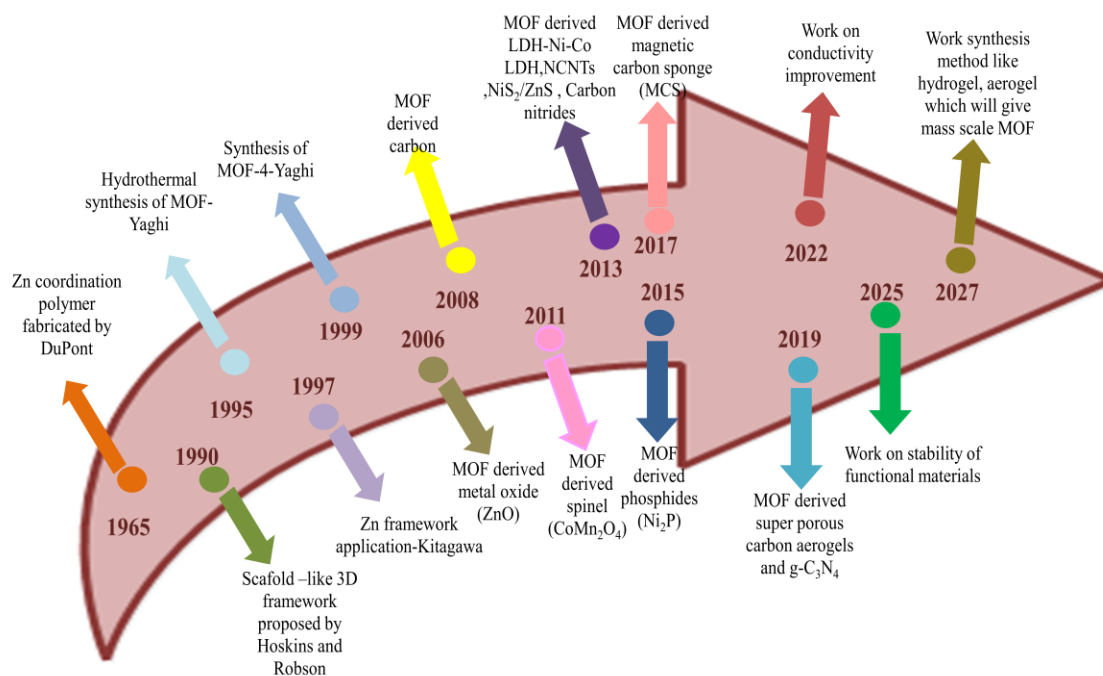 Zn coordination
polymer
fabricated by
DuPont
1965
1990
Scafold –like 3D
framework
proposed by
Hoskins and
Robson
Hydrothermal
synthesis of MOF-
Yaghi
1995
1997
Zn framework
application-Kitagawa
Synthesis of
MOF-4-Yaghi
1999
2006
MOF derived
metal oxide
(ZnO)
MOF
derived
carbon
2008
2011
MOF
derived
spinel
(CoMn₂O₄)
MOF derived
LDH-Ni-Co
LDH,NCNTs
,NiS₂/ZnS , Carbon
nitrides
2013
2015
MOF
derived
phosphides
(Ni₂P)
MOF derived
magnetic
carbon sponge
(MCS)
2017
2019
MOF derived
super porous
carbon aerogels
and g-C₃N₄
Work on
conductivity
improvement
2022
2025
Work on stability of
functional materials
Work synthesis
method like
hydrogel, aerogel
which will give
mass scale MOF
2027